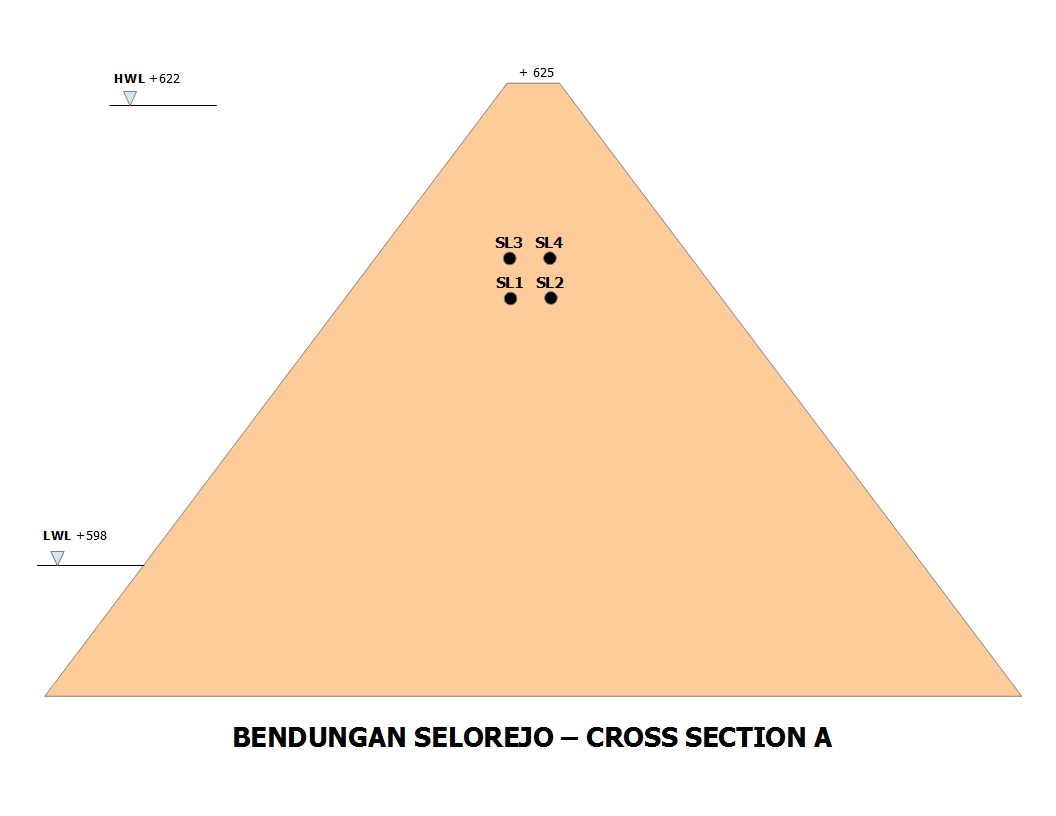 + 625
HWL +622
SL3 SL4
SL1 SL2
LWL +598
BENDUNGAN SELOREJO – CROSS SECTION A